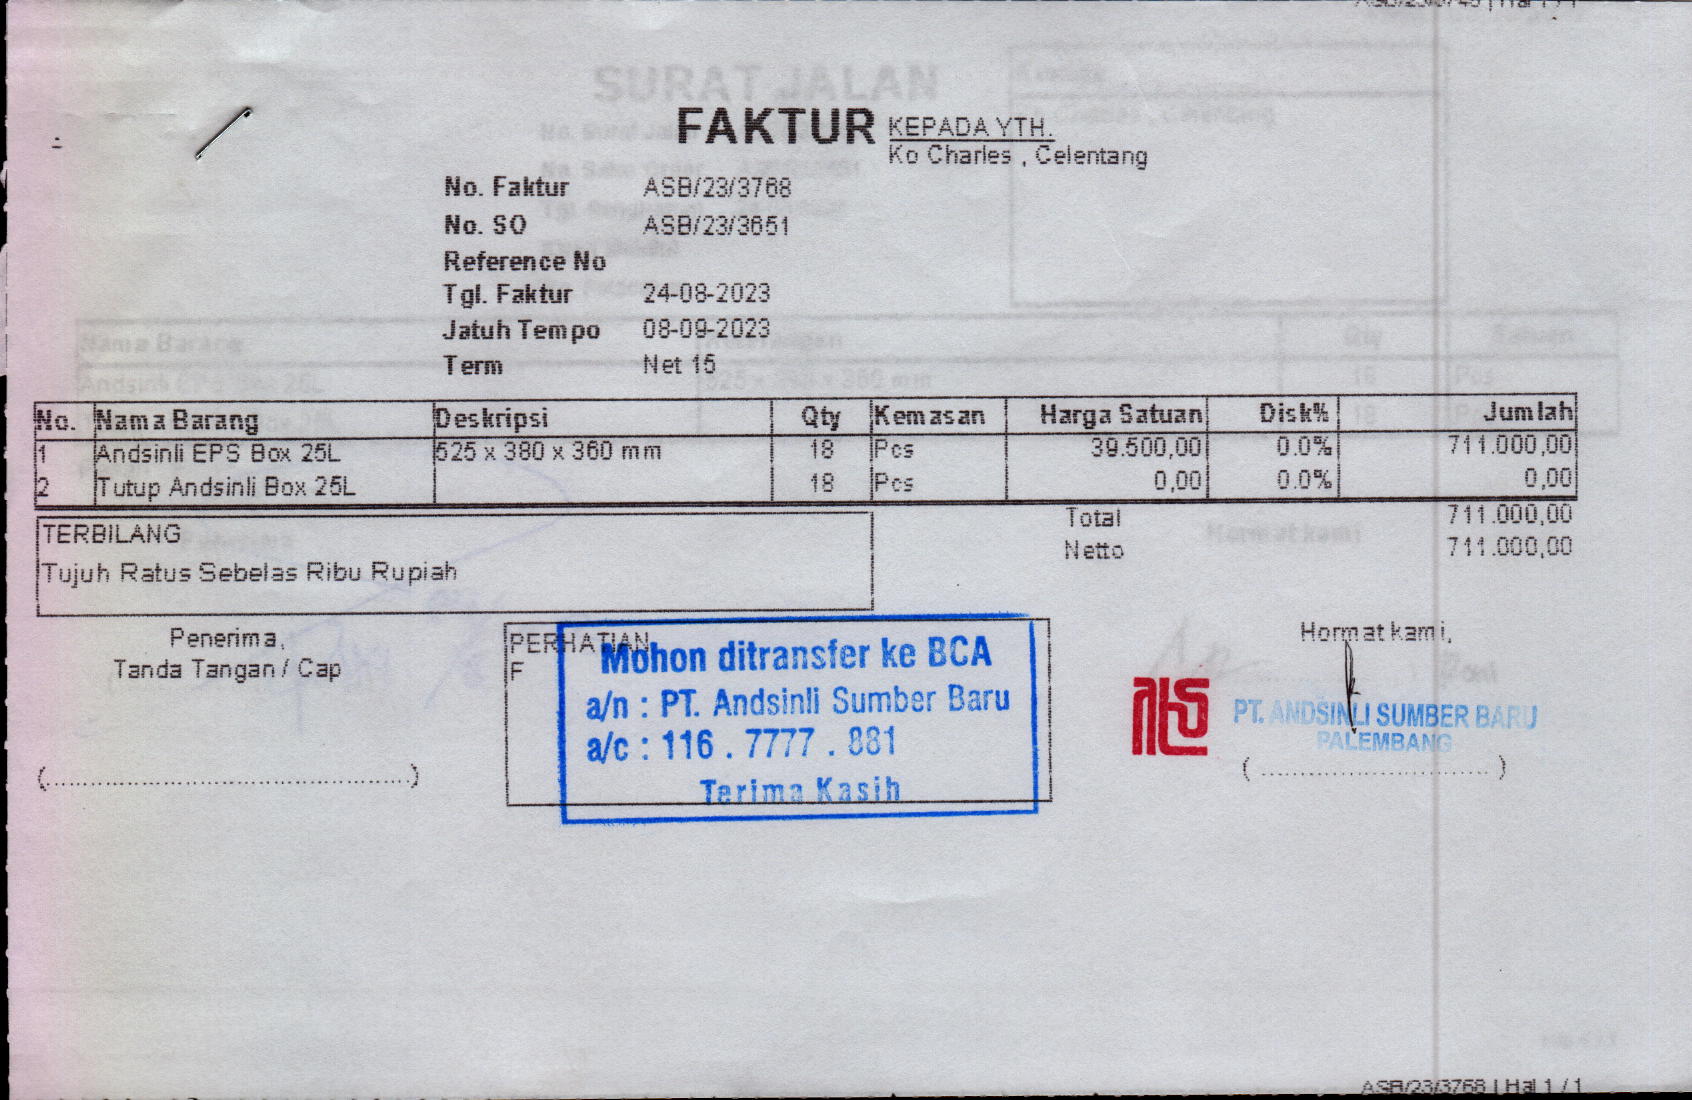 FAKTUR
KEPADA YTH.
Ko Charles , Celentang
No. Faktur ASB/23/3768
No. SO ASB/23/3651
Reference No
Tgl. Faktur 24-08-2023
Jatuh Tempo 08-09-2023
Term Net 15
No. Nama Barang Deskripsi Qty Kemasan Harga Satuan Disk% Jumlah
1 Andsinli EPS Box 25L 525 x 380 x 360 mm 18 Pcs 39.500,00 0.0% 711.000,00
2 Tutup Andsinli Box 25L 18 Pcs 0,00 0.0% 0,00
Total 711.000,00
Netto 711.000,00
TERBILANG
Tujuh Ratus Sebelas Ribu Rupiah
Penerima,
Tanda Tangan / Cap
(........................................)
PERHATIAN
F
Mohon ditransfer ke BCA
a/n : PT. Andsinli Sumber Baru
a/c : 116 . 7777 . 881
Terima Kasih
Hormat kami,
PT. ANDSINLI SUMBER BARU
PALEMBANG
(..............................)
ASB/23/3768 | Hal 1 / 1
SURAT JALAN